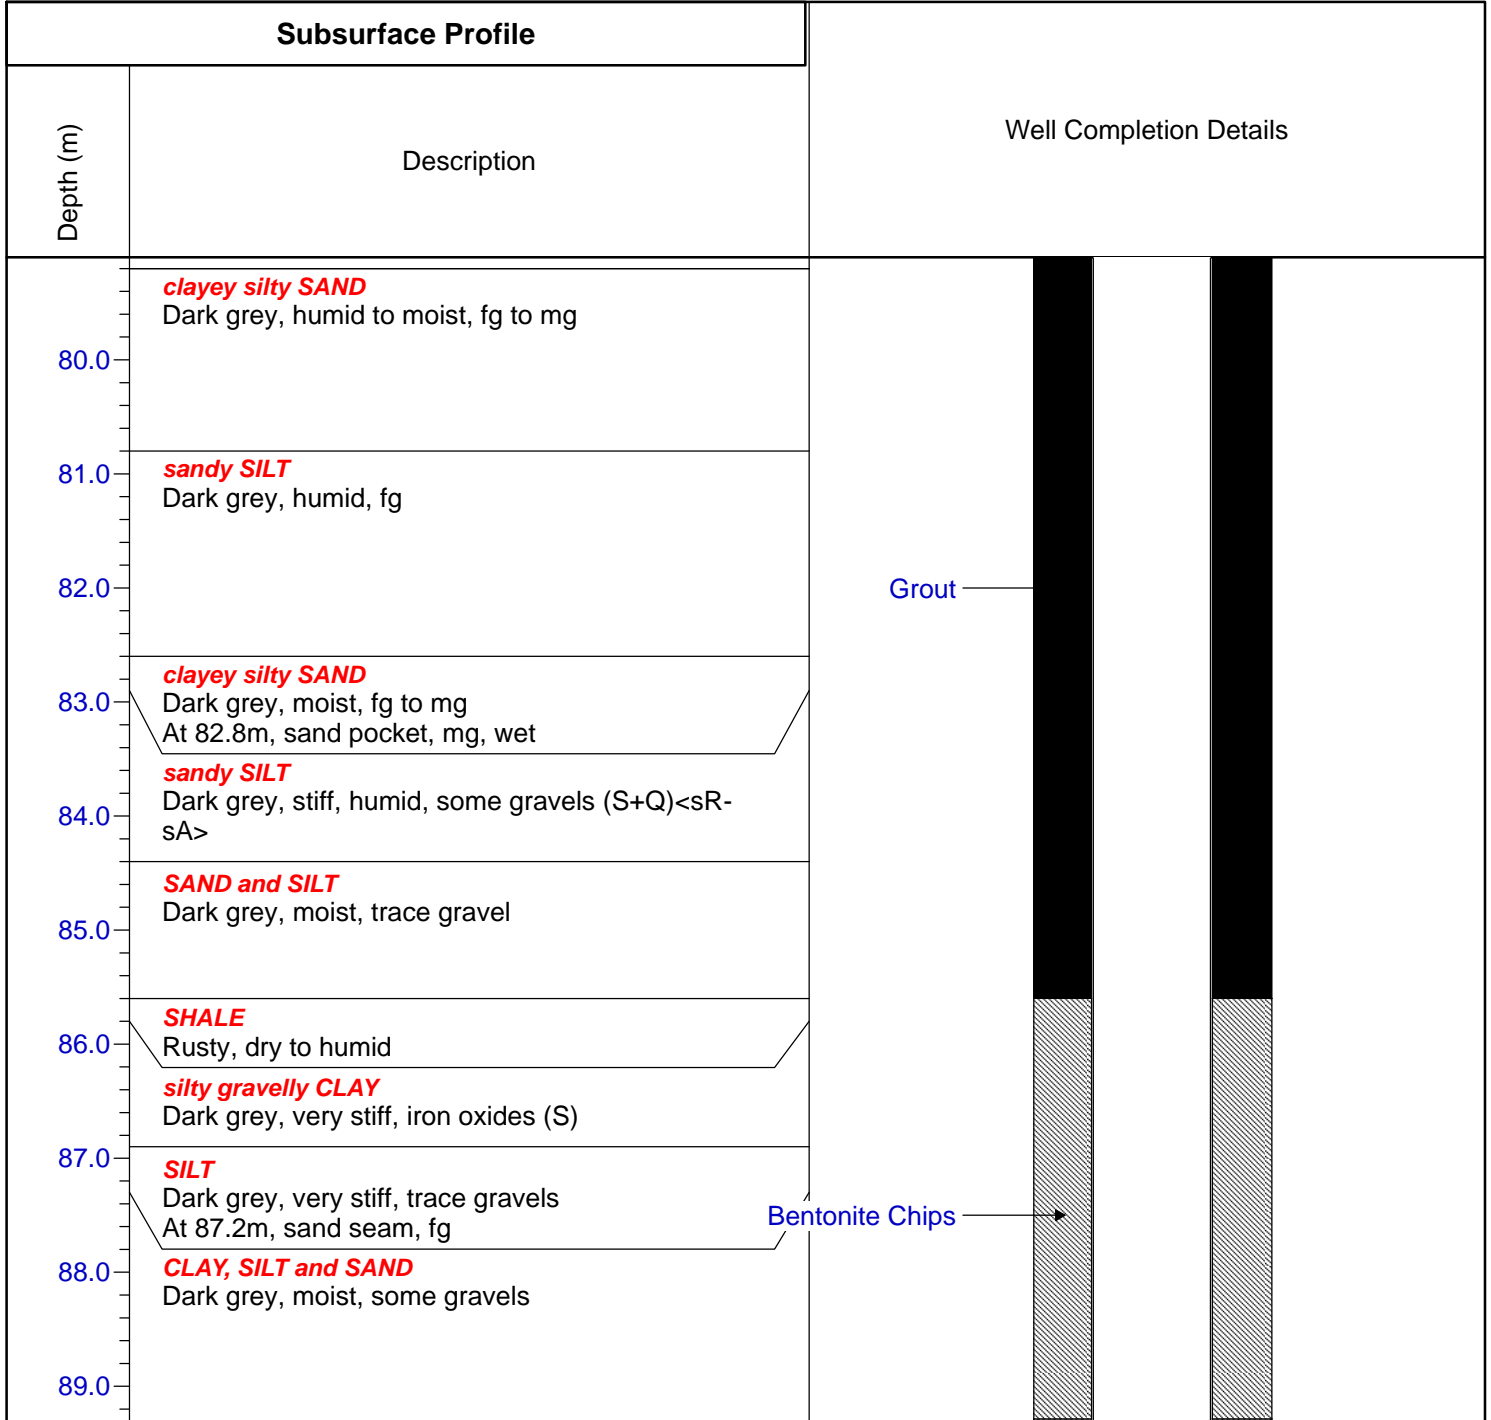 Subsurface Profile
Depth (m)
Description
Well Completion Details
clayey silty SAND
Dark grey, humid to moist, fg to mg
80.0
81.0
sandy SILT
Dark grey, humid, fg
82.0
Grout
clayey silty SAND
83.0
Dark grey, moist, fg to mg
At 82.8m, sand pocket, mg, wet
sandy SILT
Dark grey, stiff, humid, some gravels (S+Q)<sR-
84.0
sA>
SAND and SILT
Dark grey, moist, trace gravel
85.0
SHALE
86.0
Rusty, dry to humid
silty gravelly CLAY
Dark grey, very stiff, iron oxides (S)
87.0
SILT
Dark grey, very stiff, trace gravels
At 87.2m, sand seam, fg
Bentonite Chips
88.0
CLAY, SILT and SAND
Dark grey, moist, some gravels
89.0